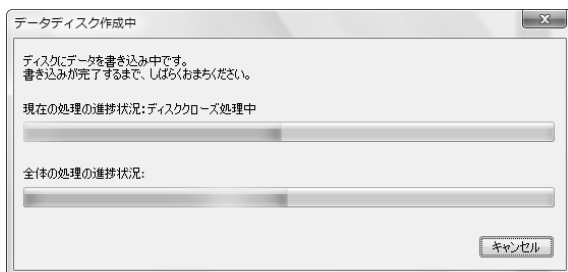 データディスク作成中
ディスクにデータを書き込み中です。
書き込みが完了するまで、しばらくおまちください。
現在の処理の進捗状況:ディスククローズ処理中
全体の処理の進捗状況:
キャンセル